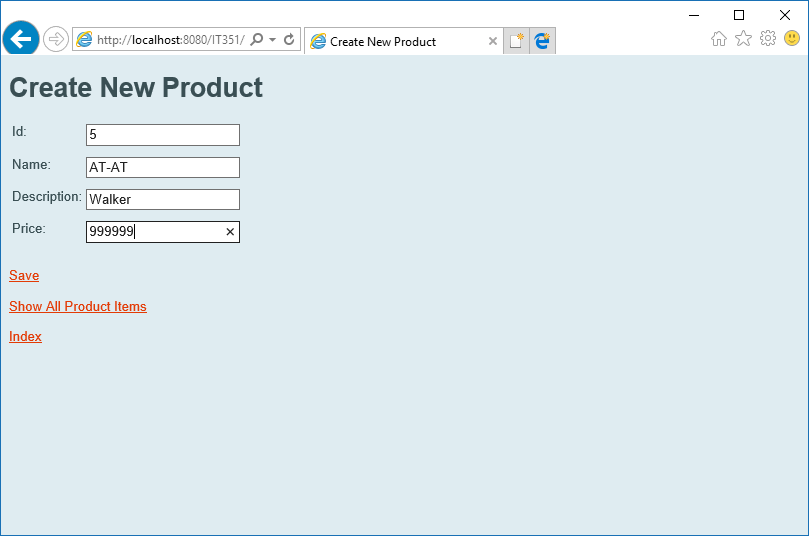 http://localhost:8080/IT351/
Create New Product
Create New Product
Id: 5
Name: AT-AT
Description: Walker
Price: 999999
Save
Show All Product Items
Index